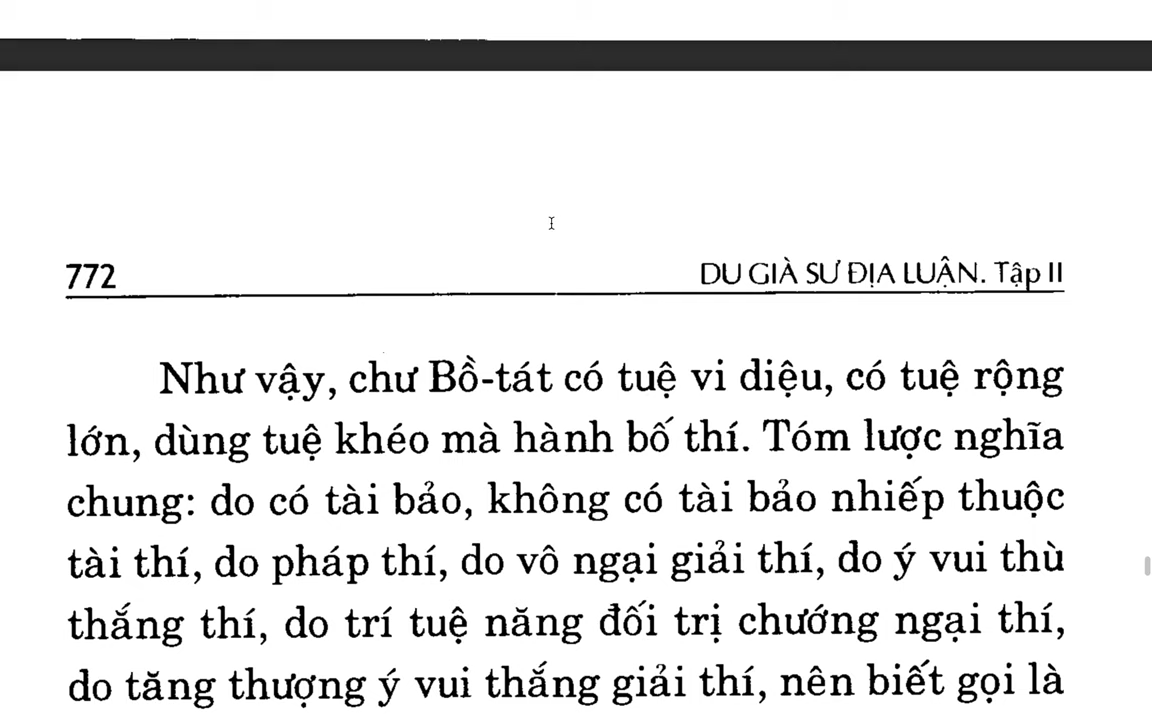 772 DU GIÀ SƯ ĐỊA LUẬN. Tập II
Như vậy, chư Bồ-tát có tuệ vi diệu, có tuệ rộng
lớn, dùng tuệ khéo mà hành bố thí. Tóm lược nghĩa
chung: do có tài bảo, không có tài bảo nhiếp thuộc
tài thí, do pháp thí, do vô ngại giải thí, do ý vui thù
thắng thí, do trí tuệ năng đối trị chướng ngại thí,
do tăng thượng ý vui thắng giải thí, nên biết gọi là